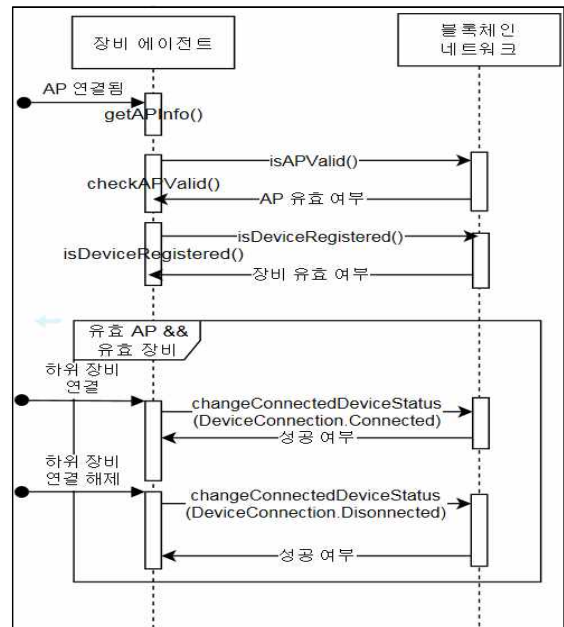 장비 에이전트
블록체인
네트워크
AP 연결됨
getAPInfo()
isAPValid()
checkAPValid()
AP 유효 여부
isDeviceRegistered()
isDeviceRegistered()
장비 유효 여부
유효 AP &&
유효 장비
하위 장비
연결
changeConnectedDeviceStatus
(DeviceConnection.Connected)
성공 여부
하위 장비
연결 해제
changeConnectedDeviceStatus
(DeviceConnection.Disonnected)
성공 여부